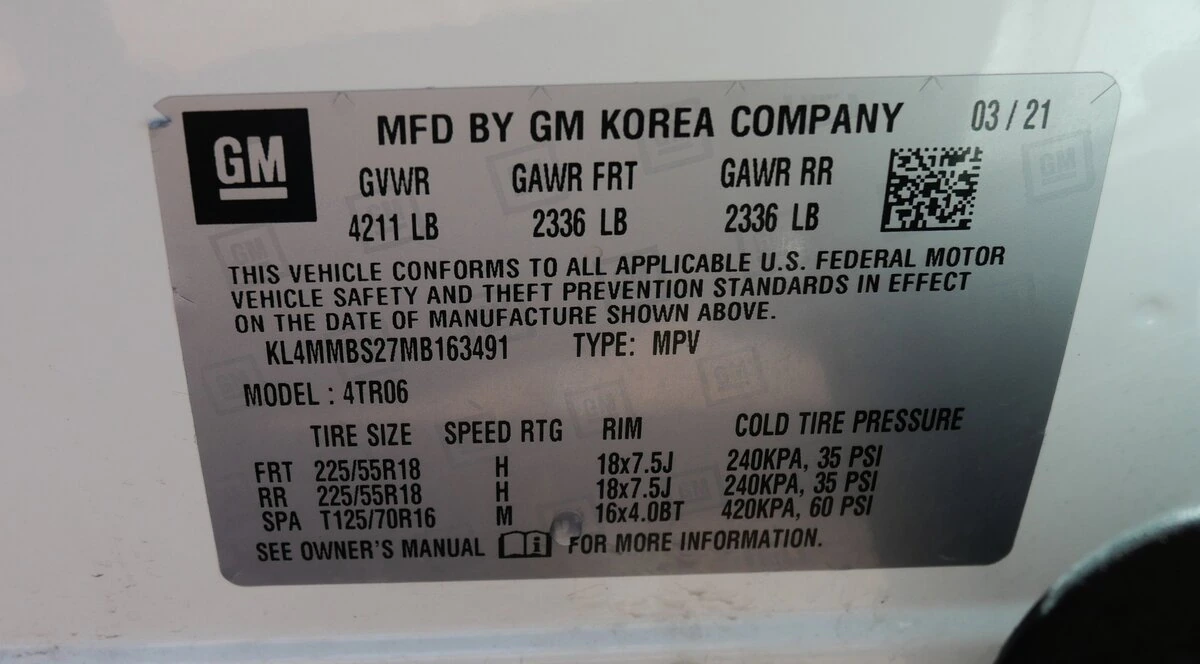 GM
MFD BY GM KOREA COMPANY 03 / 21
GVWR GAWR FRT GAWR RR
4211 LB 2336 LB 2336 LB
THIS VEHICLE CONFORMS TO ALL APPLICABLE U.S. FEDERAL MOTOR
VEHICLE SAFETY AND THEFT PREVENTION STANDARDS IN EFFECT
ON THE DATE OF MANUFACTURE SHOWN ABOVE.
KL4MMBS27MB163491 TYPE: MPV
MODEL : 4TR06
TIRE SIZE SPEED RTG RIM COLD TIRE PRESSURE
FRT 225/55R18 H 18x7.5J 240KPA, 35 PSI
RR 225/55R18 H 18x7.5J 240KPA, 35 PSI
SPA T125/70R16 M 16x4.0BT 420KPA, 60 PSI
SEE OWNER'S MANUAL i FOR MORE INFORMATION.